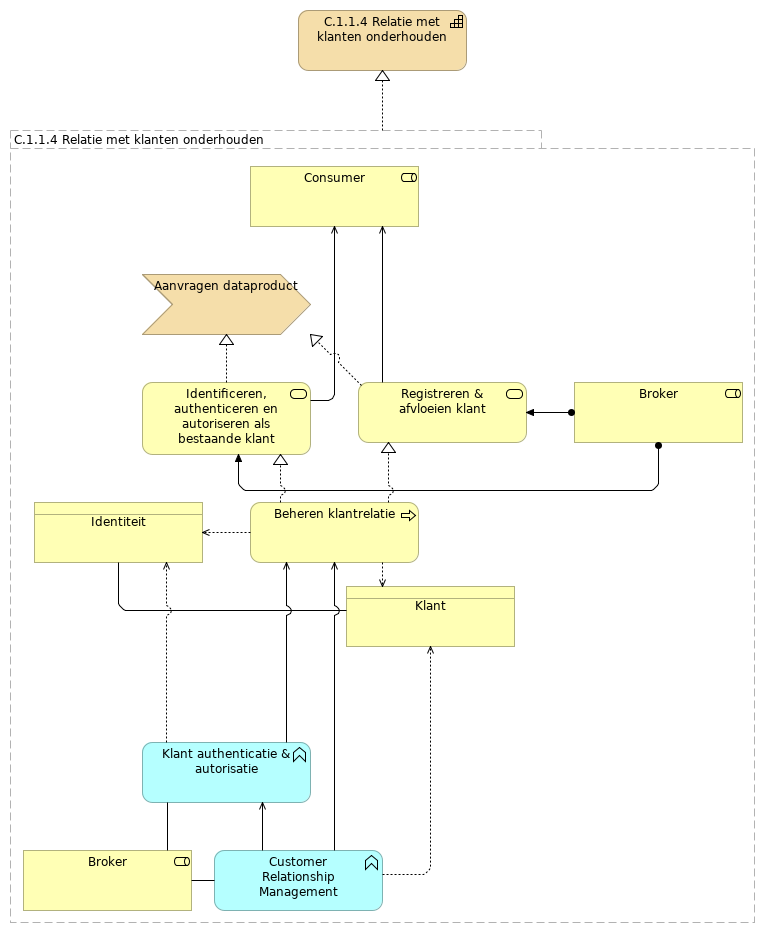 C.1.1.4 Relatie met
klanten onderhouden
C.1.1.4 Relatie met klanten onderhouden
Consumer
Aanvragen dataproduct
Identificeren,
authenticeren en
autoriseren als
bestaande klant
Registreren &
afvloeien klant
Broker
Identiteit
Beheren klantrelatie
Klant
Klant authenticatie &
autorisatie
Broker
Customer
Relationship
Management